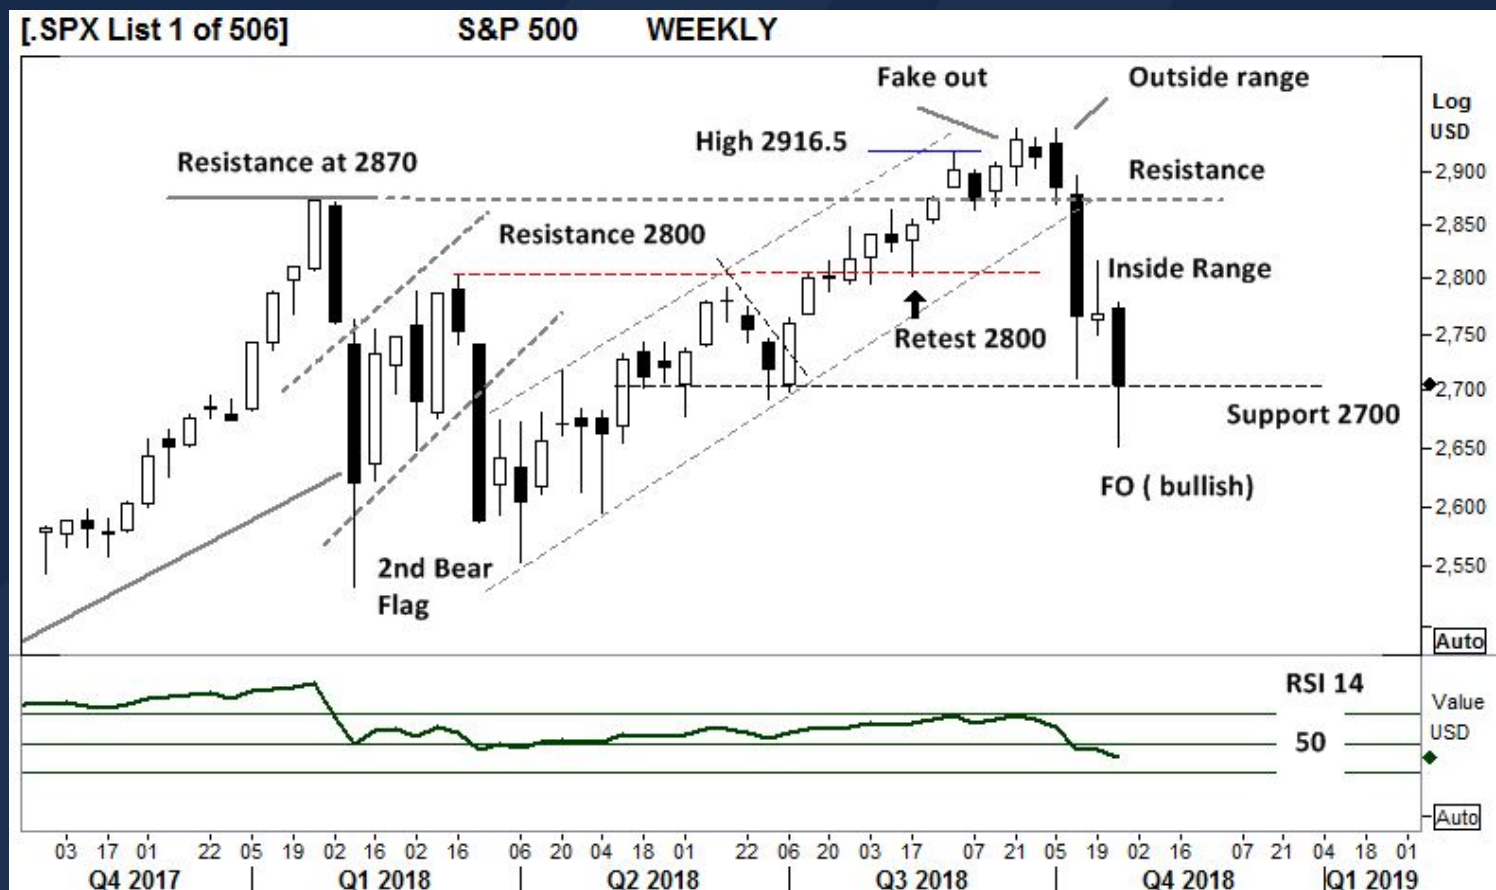 [.SPX List 1 of 506] S&P 500 WEEKLY
Fake out
Outside range
Log
USD
High 2916.5
Resistance at 2870
Resistance
2,900
Resistance 2800
2,850
Inside Range
2,800
Retest 2800
2,750
2,700
Support 2700
2,650
FO ( bullish)
2,600
2nd Bear
Flag
2,550
Auto
RSI 14
Value
USD
50
Auto
03 17 01 22 05 19 02 16 02 16 06 20 04 18 01 22 06 20 03 17 07 21 05 19 02 16 07 21 04 18 01
Q4 2017 Q1 2018 Q2 2018 Q3 2018 Q4 2018 Q1 2019